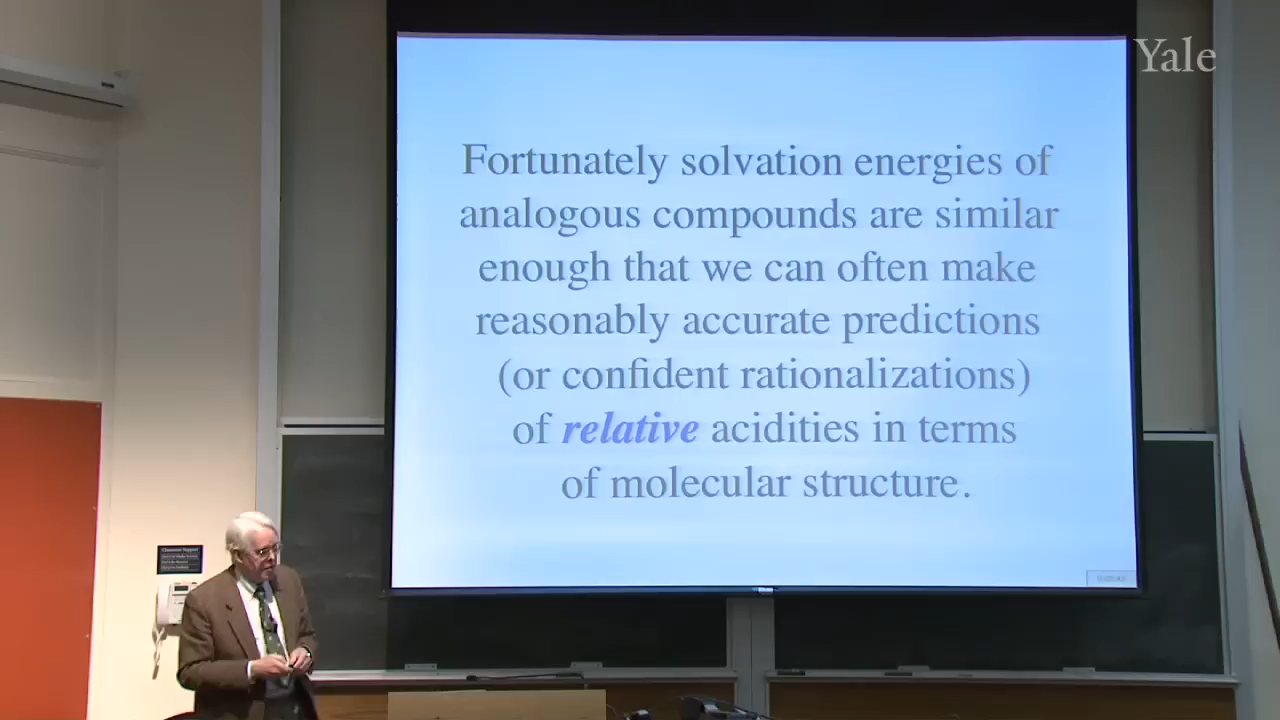 Yale
Fortunately solvation energies of
analogous compounds are similar
enough that we can often make
reasonably accurate predictions
(or confident rationalizations)
of relative acidities in terms
of molecular structure.